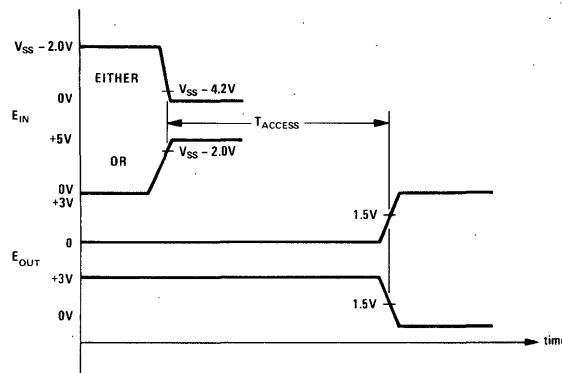 V_SS – 2.0V
EITHER
V_SS – 4.2V
0V
E_IN
T_ACCESS
+5V
V_SS – 2.0V
OR
0V
+3V
1.5V
0
E_OUT
+3V
1.5V
0V
time